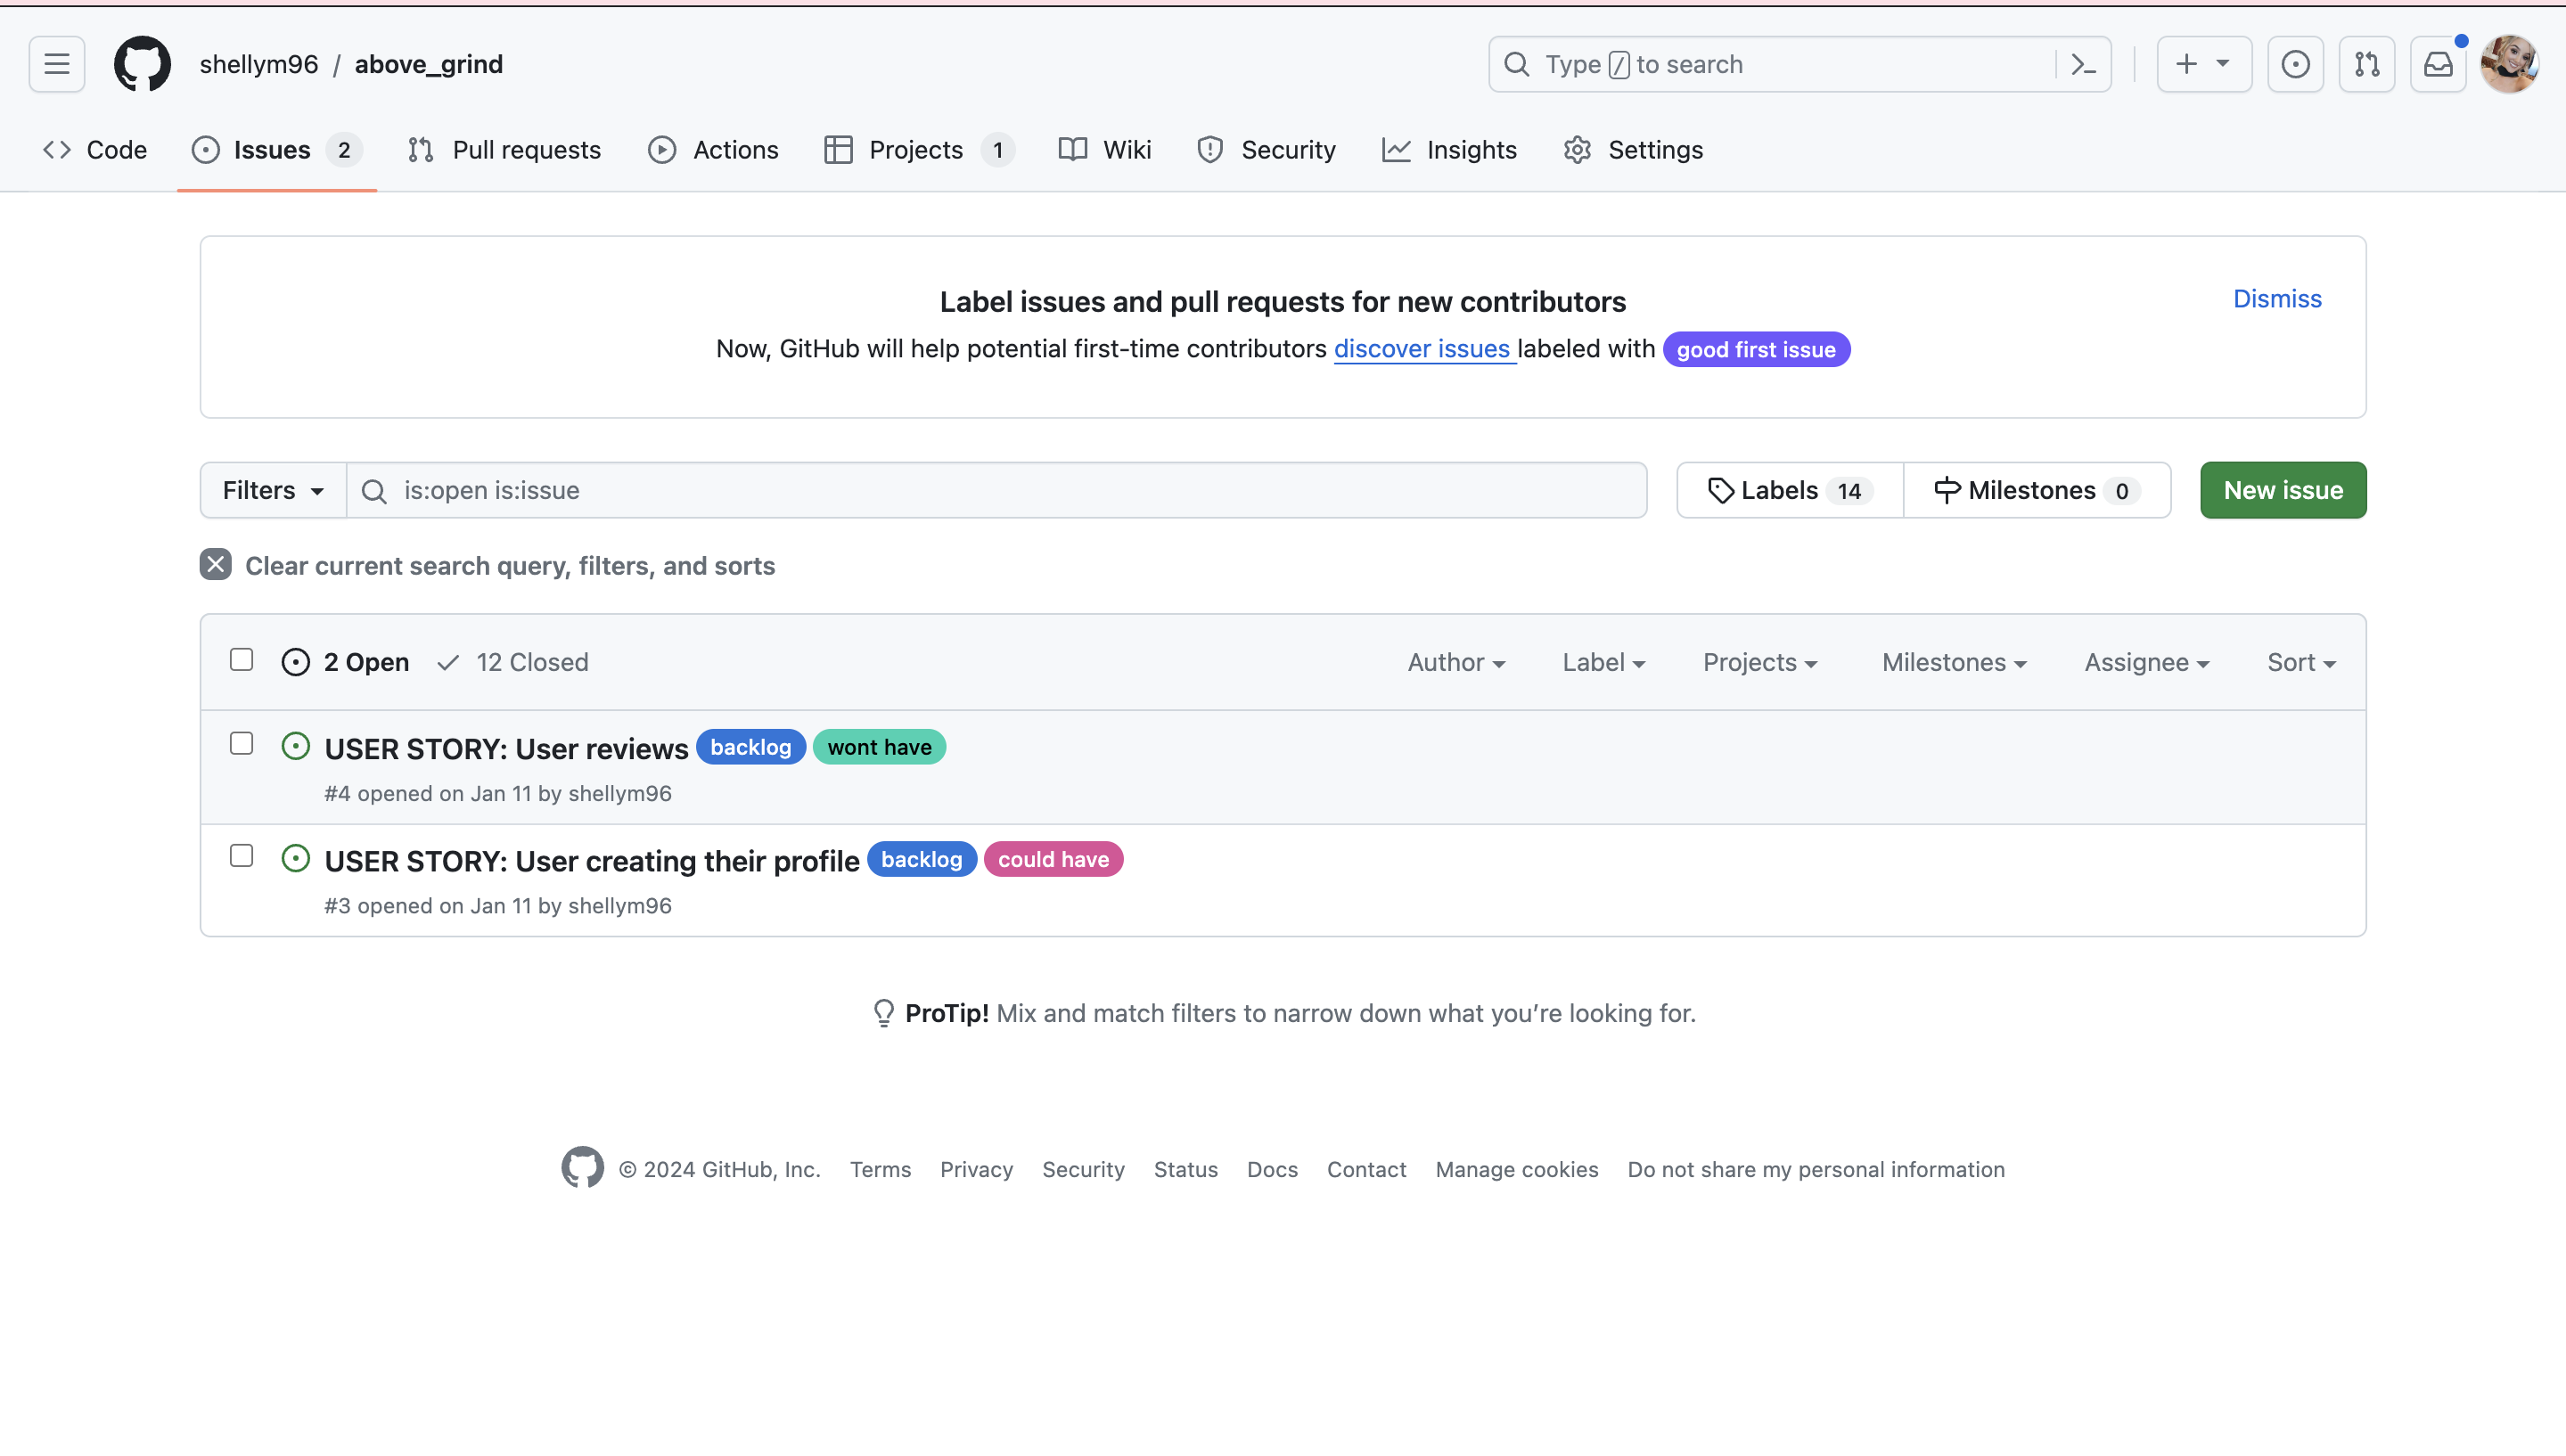 shellym96 / above_grind
Type / to search
Code
Issues 2
Pull requests
Actions
Projects 1
Wiki
Security
Insights
Settings
Label issues and pull requests for new contributors
Dismiss
Now, GitHub will help potential first-time contributors discover issues labeled with good first issue
Filters
is:open is:issue
Labels 14
Milestones 0
New issue
Clear current search query, filters, and sorts
2 Open
12 Closed
Author
Label
Projects
Milestones
Assignee
Sort
USER STORY: User reviews backlog wont have
#4 opened on Jan 11 by shellym96
USER STORY: User creating their profile backlog could have
#3 opened on Jan 11 by shellym96
ProTip! Mix and match filters to narrow down what you’re looking for.
© 2024 GitHub, Inc.
Terms
Privacy
Security
Status
Docs
Contact
Manage cookies
Do not share my personal information